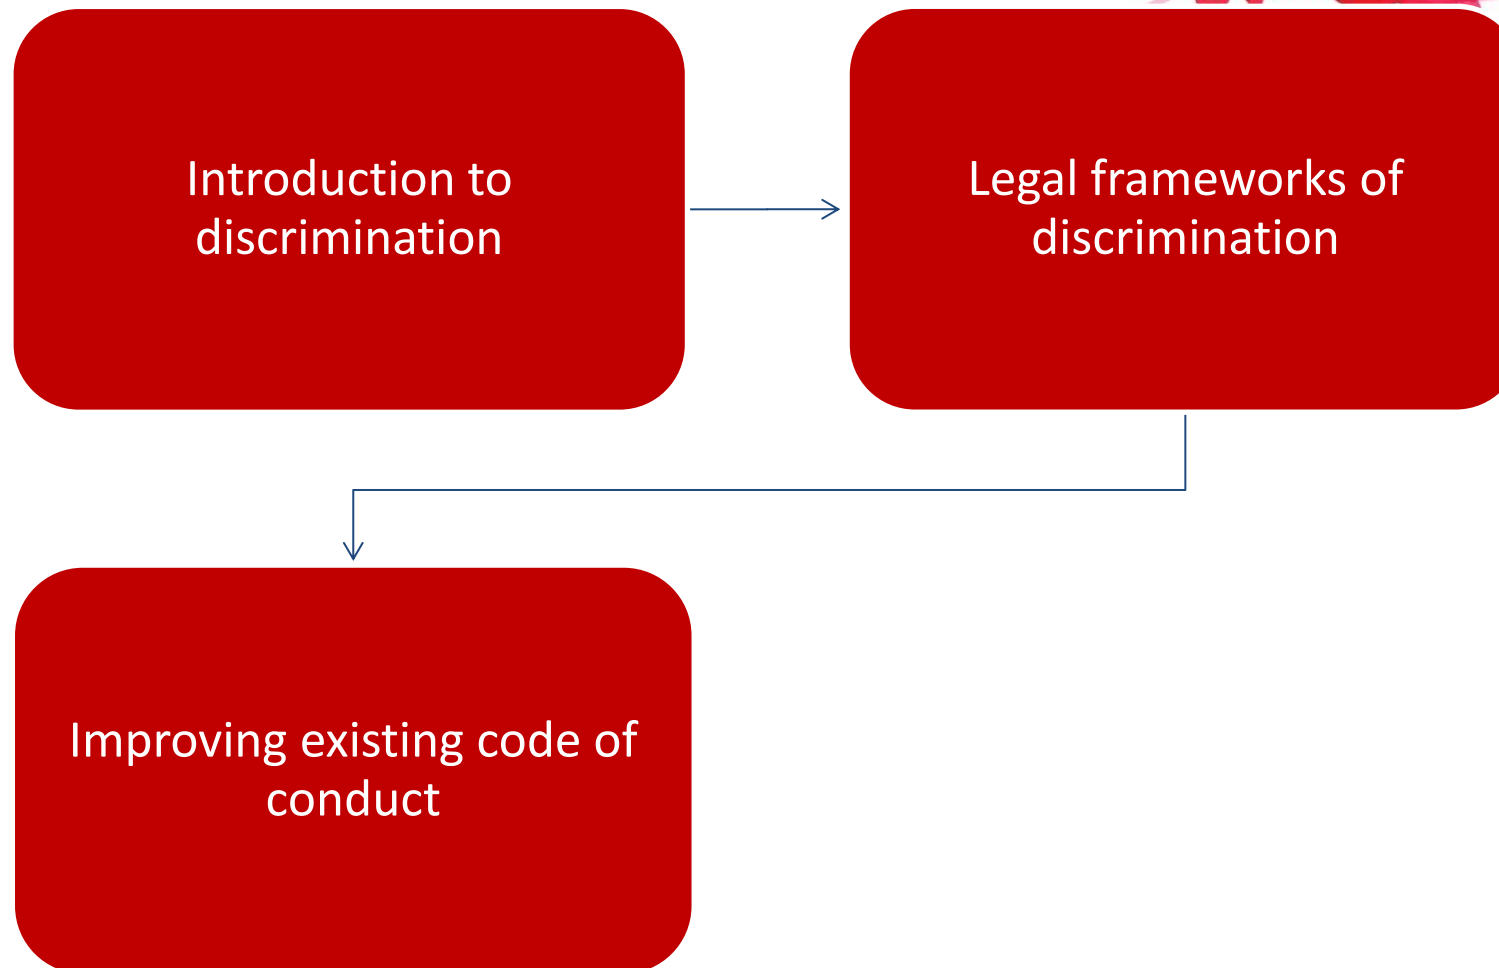 Introduction to
discrimination
Legal frameworks of
discrimination
Improving existing code of
conduct